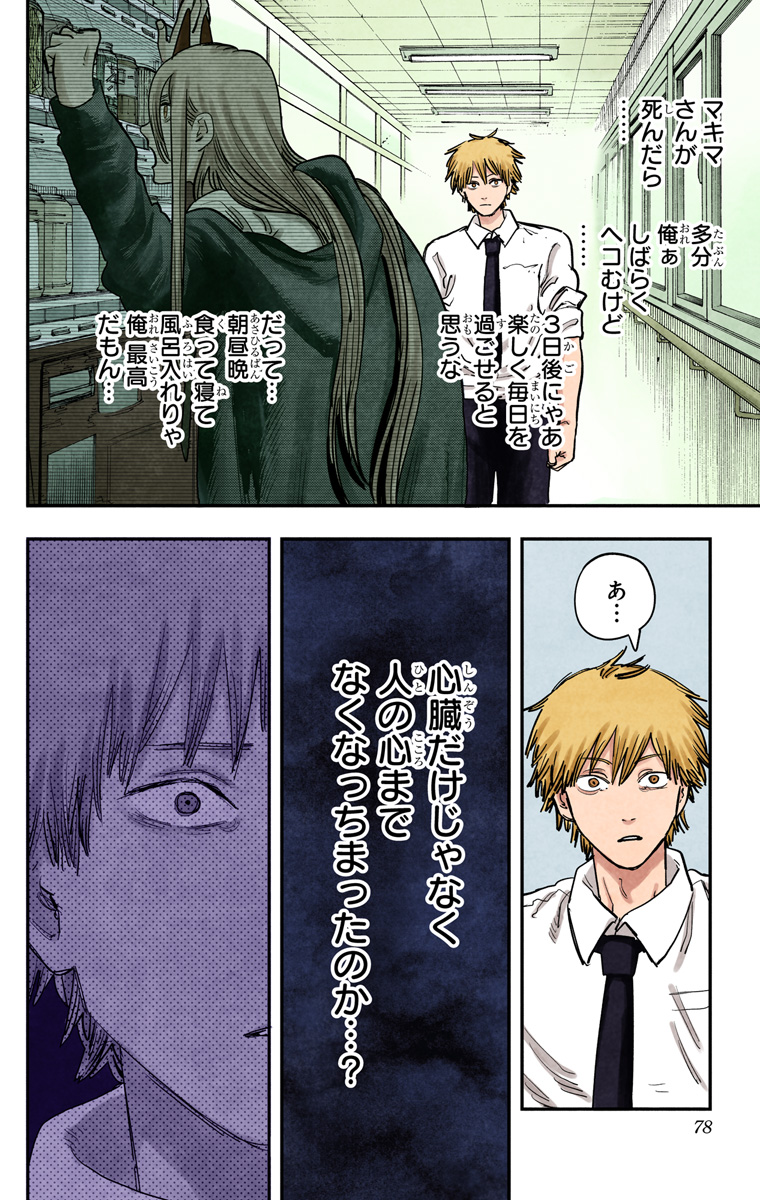 マキマ
さんが
死んだら
……
多分
俺ぁ
しばらく
ヘコむけど
……
３日後にゃあ
楽しく毎日を
過ごせると
思うな
だって…
朝昼晩
食って寝て
風呂入れりゃ
俺 最高
だもん…
あ…
心臓だけじゃなく
人の心まで
なくなっちまったのか…？
78